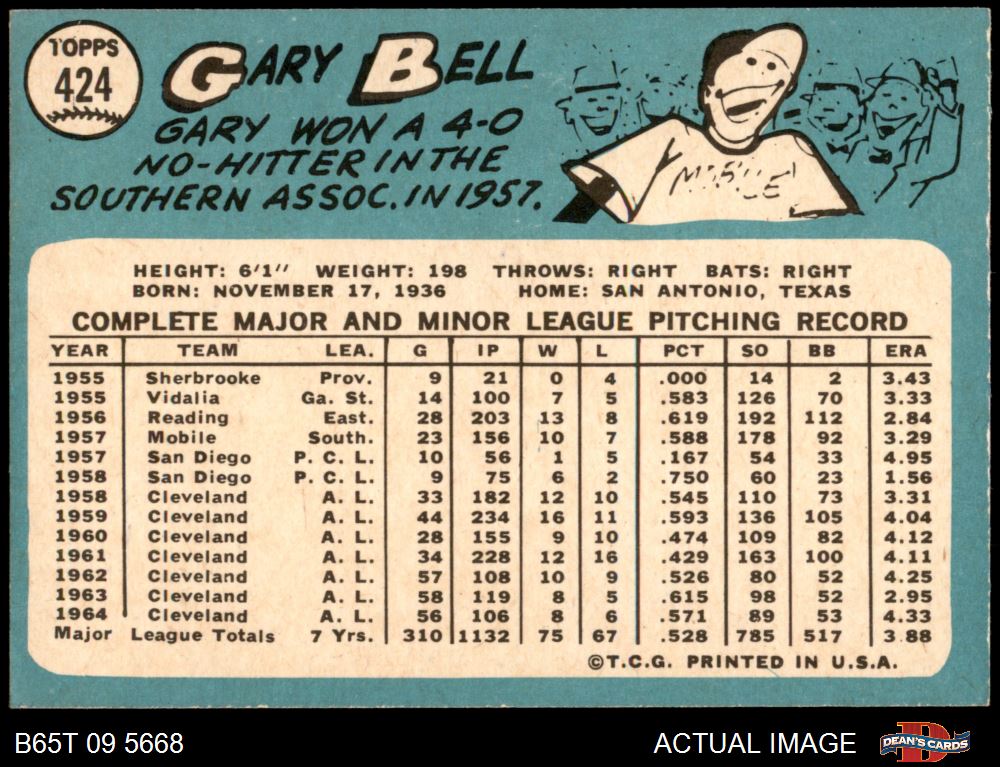 TOPPS
424
GARY BELL
GARY WON A 4-0
NO-HITTER IN THE
SOUTHERN ASSOC. IN 1957.
MOBILE
HEIGHT: 6'1" WEIGHT: 198 THROWS: RIGHT BATS: RIGHT
BORN: NOVEMBER 17, 1936 HOME: SAN ANTONIO, TEXAS
COMPLETE MAJOR AND MINOR LEAGUE PITCHING RECORD
YEAR TEAM LEA. G IP W L PCT SO BB ERA
1955 Sherbrooke Prov. 9 21 0 4 .000 14 2 3.43
1955 Vidalia Ga. St. 14 100 7 5 .583 126 70 3.33
1956 Reading East. 28 203 13 8 .619 192 112 2.84
1957 Mobile South. 23 156 10 7 .588 178 92 3.29
1957 San Diego P. C. L. 10 56 1 5 .167 54 33 4.95
1958 San Diego P. C. L. 9 75 6 2 .750 60 23 1.56
1958 Cleveland A. L. 33 182 12 10 .545 110 73 3.31
1959 Cleveland A. L. 44 234 16 11 .593 136 105 4.04
1960 Cleveland A. L. 28 155 9 10 .474 109 82 4.12
1961 Cleveland A. L. 34 228 12 16 .429 163 100 4.11
1962 Cleveland A. L. 57 108 10 9 .526 80 52 4.25
1963 Cleveland A. L. 58 119 8 5 .615 98 52 2.95
1964 Cleveland A. L. 56 106 8 6 .571 89 53 4.33
Major League Totals 7 Yrs. 310 1132 75 67 .528 785 517 3.88
©T.C.G. PRINTED IN U.S.A.
B65T 09 5668 ACTUAL IMAGE
D
DEAN'S CARDS